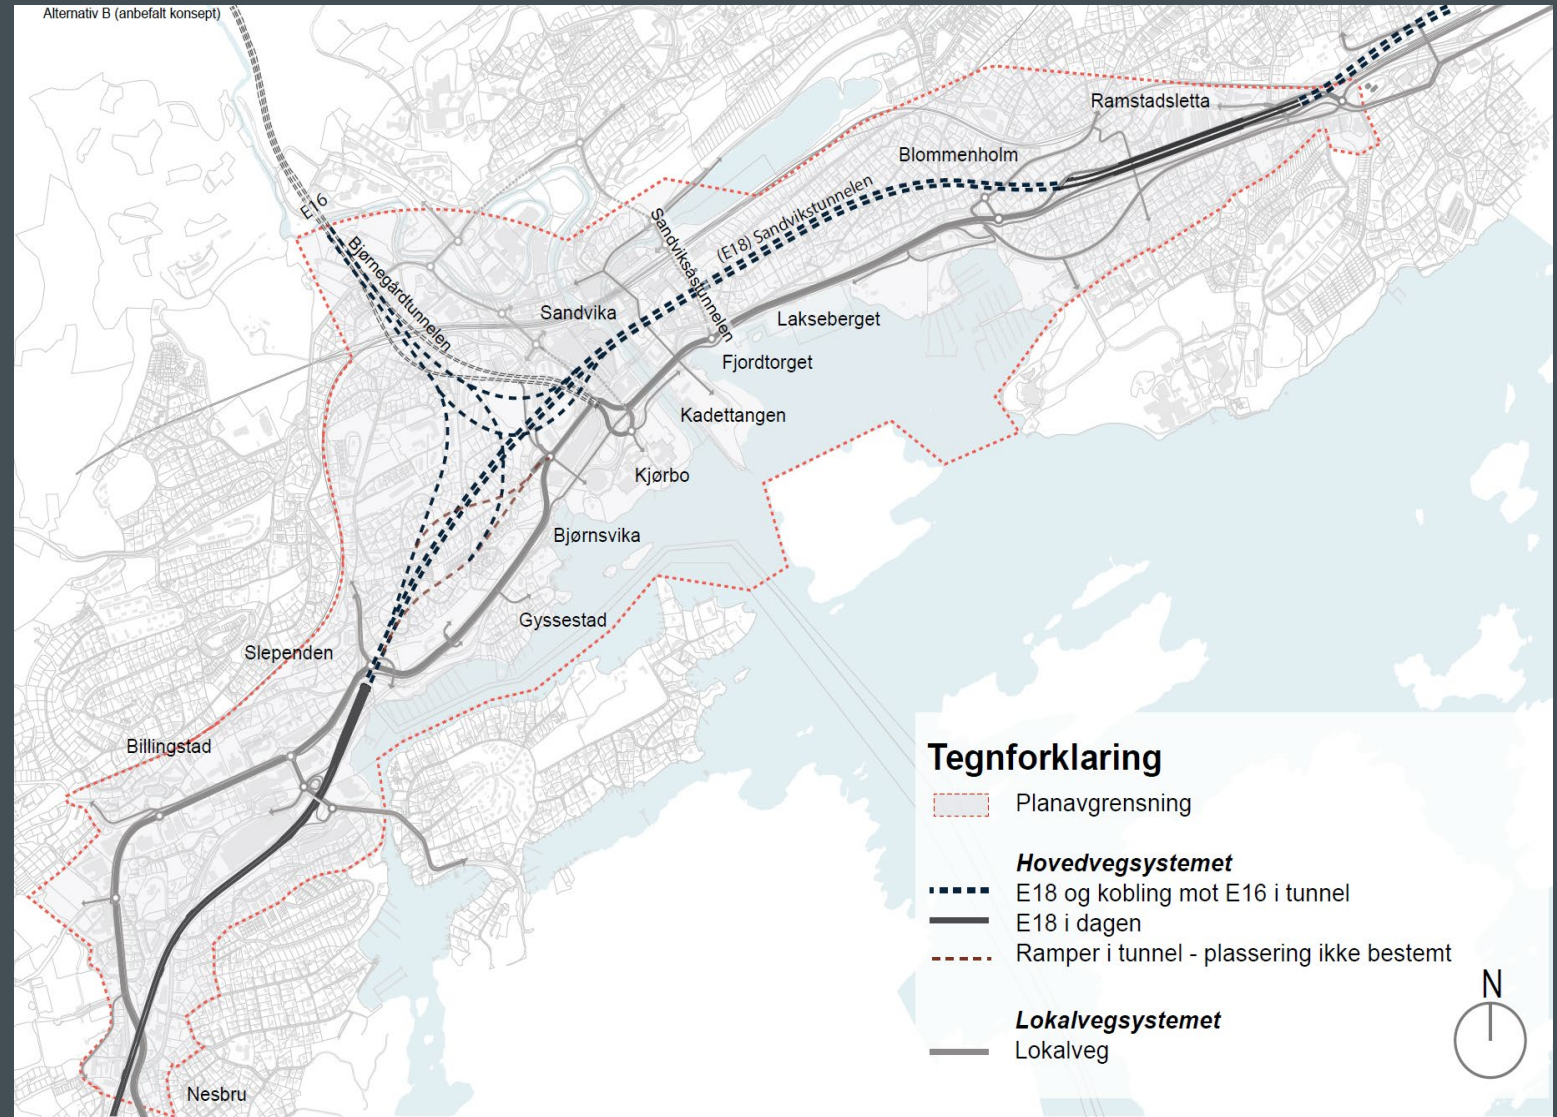 Alternativ B (anbefalt konsept)
Ramstadsletta
Blommenholm
E16
(E18) Sandvikstunnelen
Sandviksåstunnelen
Bjørnegårdtunnelen
Sandvika
Lakseberget
Fjordtorget
Kadettangen
Kjørbo
Bjørnsvika
Gyssestad
Slependen
Billingstad
Nesbru
Tegnforklaring
Planavgrensning
Hovedvegsystemet
E18 og kobling mot E16 i tunnel
E18 i dagen
Ramper i tunnel - plassering ikke bestemt
N
Lokalvegsystemet
Lokalveg